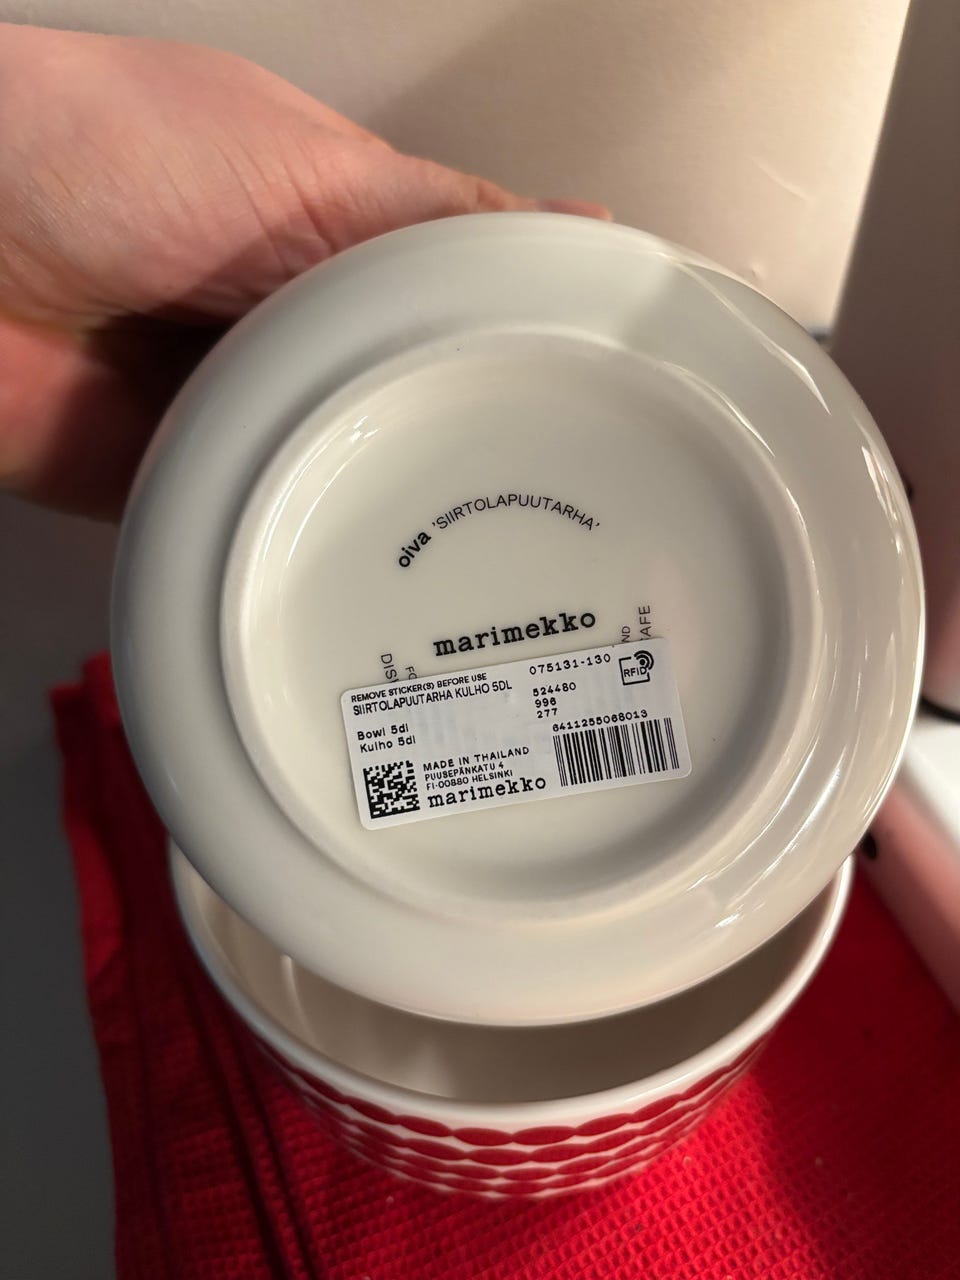 oiva 'SIIRTOLAPUUTARHA'
marimekko
REMOVE STICKER(S) BEFORE USE
SIIRTOLAPUUTARHA KULHO 5DL
075131-130
RFID
524480
996
277
Bowl 5dl
Kulho 5dl
6411255068013
MADE IN THAILAND
PUUSEPÄNKATU 4
FI-00880 HELSINKI
marimekko